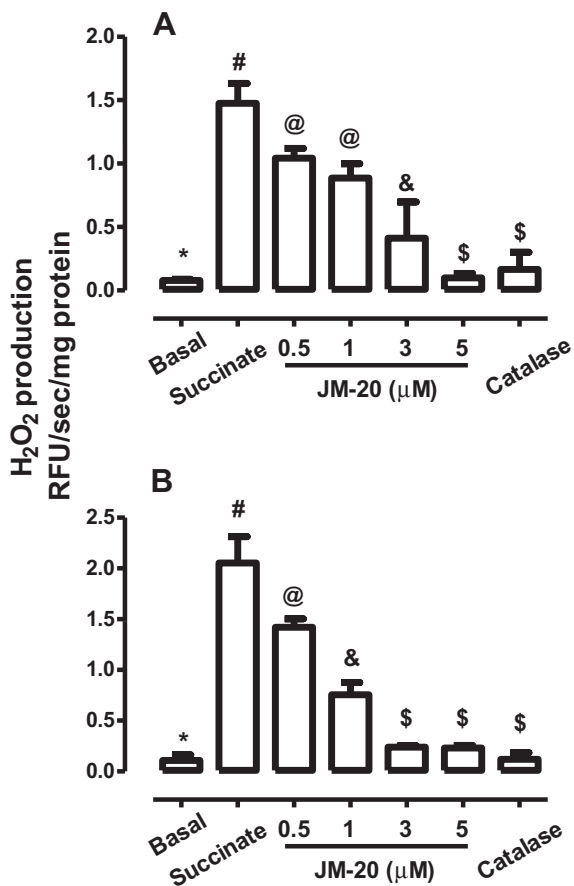 A
H₂O₂ production
RFU/sec/mg protein
2.0
1.5
1.0
0.5
0.0
*
#
@
@
&
$
$
Basal
Succinate
0.5 1 3 5
Catalase
JM-20 (μM)
B
2.5
2.0
1.5
1.0
0.5
0.0
*
#
@
&
$
$
$
Basal
Succinate
0.5 1 3 5
Catalase
JM-20 (μM)